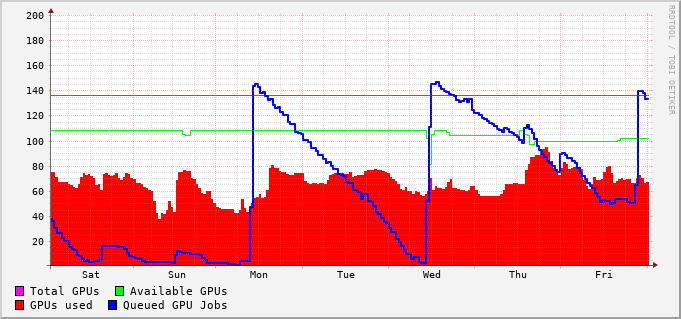 200
180
160
140
120
100
80
60
40
20
Sat Sun Mon Tue Wed Thu Fri
RRDTOOL / TOBI OETIKER
Total GPUs Available GPUs
GPUs used Queued GPU Jobs